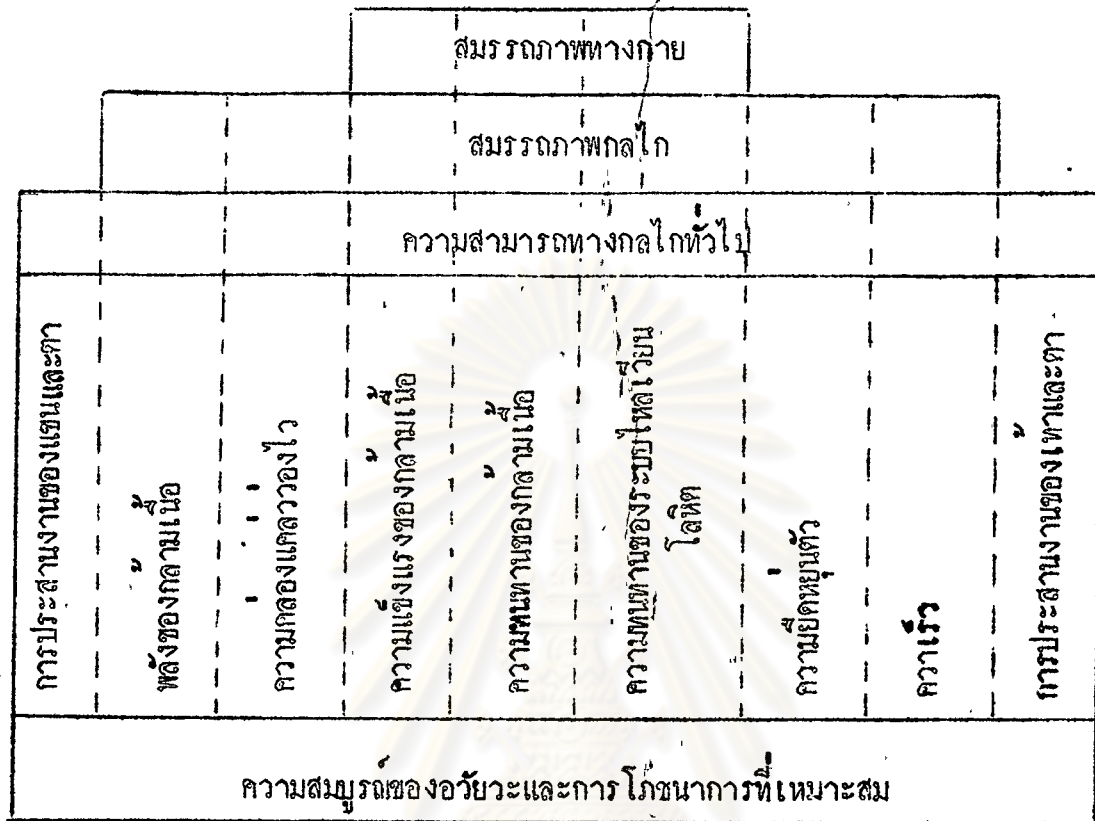 สมรรถภาพทางกาย
สมรรถภาพกลไก
ความสามารถทางกลไกทั่วไป
การประสานงานของแขนและตา
พลังของกล้ามเนื้อ
ความคล่องแคล่วว่องไว
ความแข็งแรงของกล้ามเนื้อ
ความทนทานของกล้ามเนื้อ
ความทนทานของระบบไหลเวียน
โลหิต
ความยืดหยุ่นตัว
ความเร็ว
การประสานงานของเท้าและตา
ความสมบูรณ์ของอวัยวะและการโภชนาการที่เหมาะสม